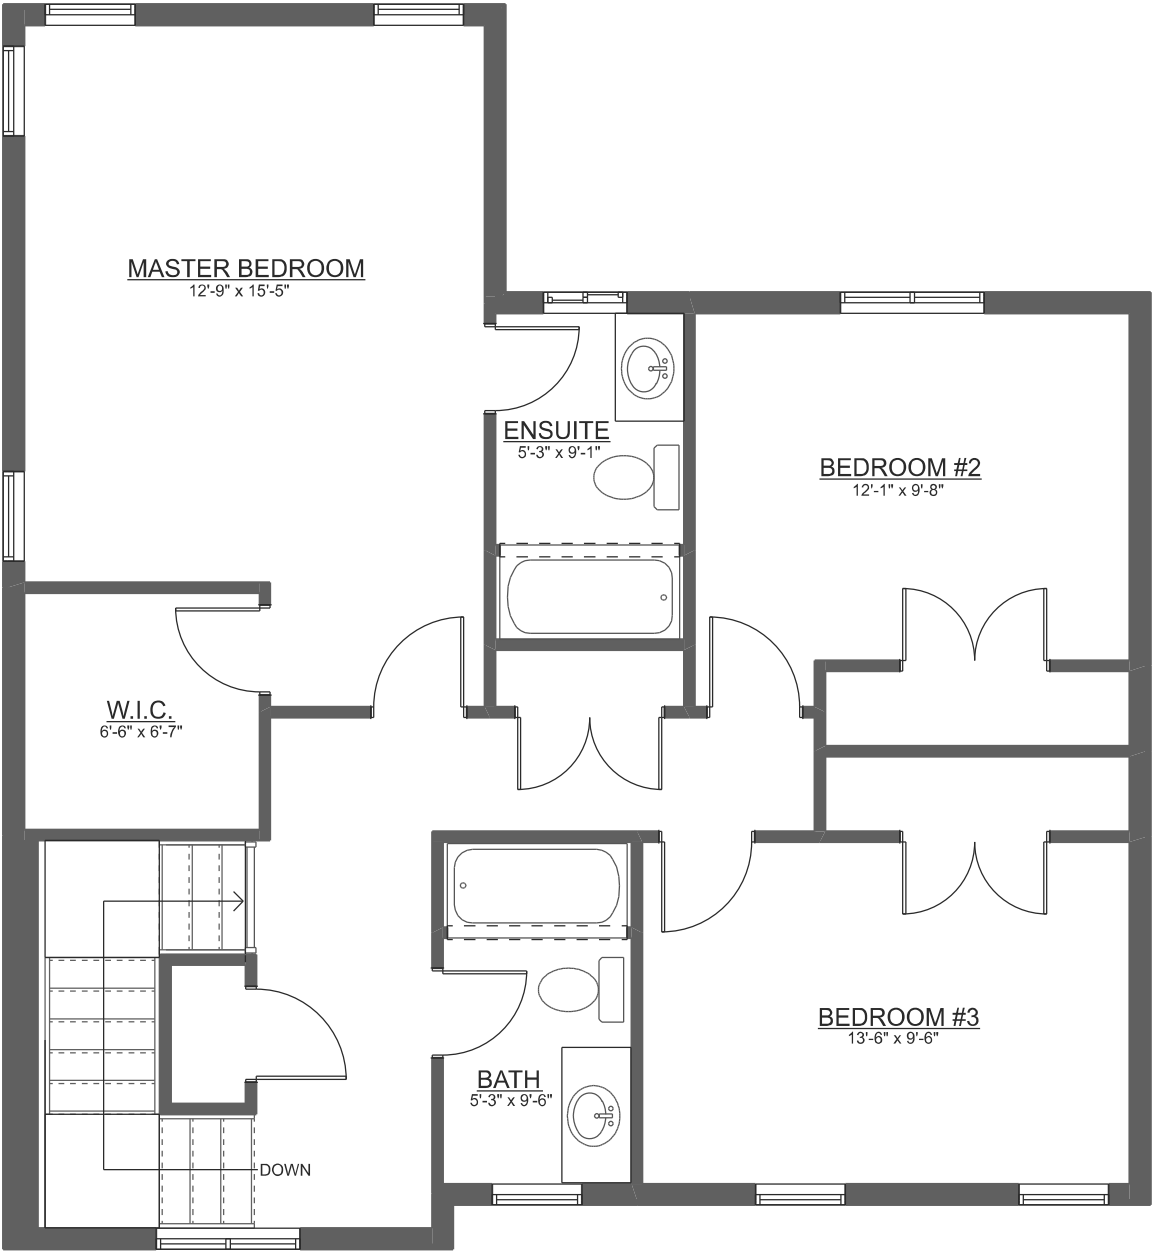 MASTER BEDROOM
12'-9" x 15'-5"
ENSUITE
5'-3" x 9'-1"
BEDROOM #2
12'-1" x 9'-8"
W.I.C.
6'-6" x 6'-7"
BEDROOM #3
13'-6" x 9'-6"
BATH
5'-3" x 9'-6"
DOWN